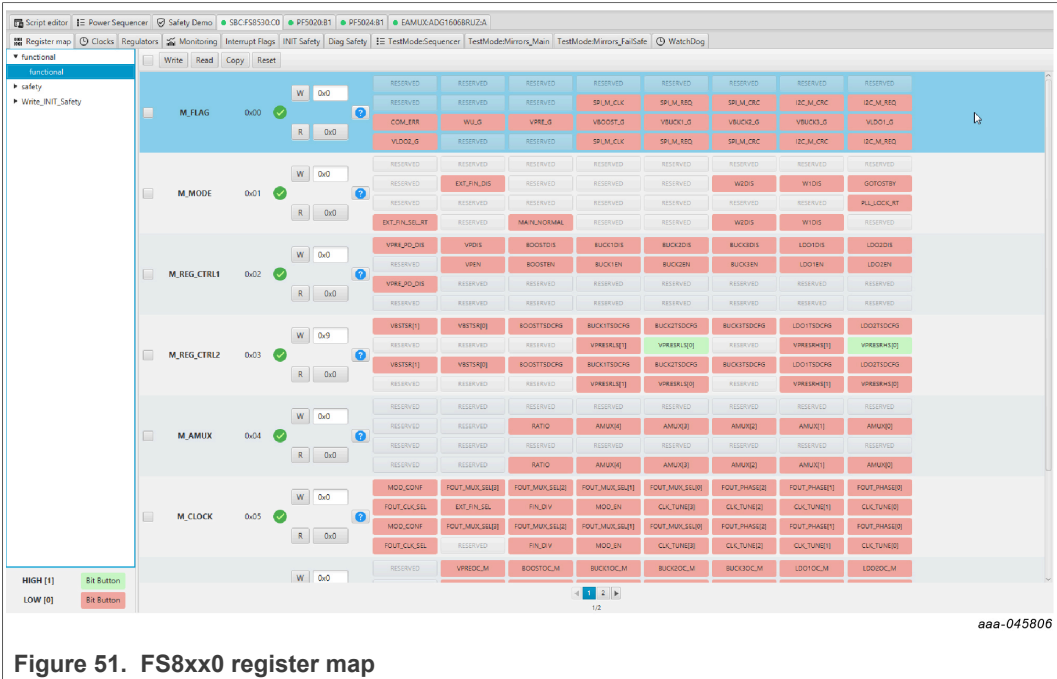 Script editor Power Sequencer Safety Demo SBC:FS8530:C0 PF5020:B1 PF5024:B1 EAMUX:ADG1606BRUZ:A
Register map Clocks Regulators Monitoring Interrupt Flags INIT Safety Diag Safety TestMode:Sequencer TestMode:Mirrors_Main TestMode:Mirrors_FailSafe WatchDog
functional
functional
safety
Write_INIT_Safety
Write Read Copy Reset
RESERVED RESERVED RESERVED RESERVED RESERVED RESERVED RESERVED RESERVED
W 0x0
RESERVED RESERVED RESERVED SPI_M_CLK SPI_M_REQ SPI_M_CRC I2C_M_CRC I2C_M_REQ
M_FLAG 0x00 ?
COM_ERR WU_G VPRE_G VBOOST_G VBUCK1_G VBUCK2_G VBUCK3_G VLDO1_G
R 0x0
VLDO2_G RESERVED RESERVED SPI_M_CLK SPI_M_REQ SPI_M_CRC I2C_M_CRC I2C_M_REQ
RESERVED RESERVED RESERVED RESERVED RESERVED RESERVED RESERVED RESERVED
W 0x0
RESERVED EXT_FIN_DIS RESERVED RESERVED RESERVED W2DIS W1DIS GOTOSTBY
M_MODE 0x01 ?
RESERVED RESERVED RESERVED RESERVED RESERVED RESERVED RESERVED PLL_LOCK_RT
R 0x0
EXT_FIN_SEL_RT RESERVED MAIN_NORMAL RESERVED RESERVED W2DIS W1DIS RESERVED
VPRE_PD_DIS VPDIS BOOSTDIS BUCK1DIS BUCK2DIS BUCK3DIS LDO1DIS LDO2DIS
W 0x0
RESERVED VPEN BOOSTEN BUCK1EN BUCK2EN BUCK3EN LDO1EN LDO2EN
M_REG_CTRL1 0x02 ?
VPRE_PD_DIS RESERVED RESERVED RESERVED RESERVED RESERVED RESERVED RESERVED
R 0x0
RESERVED RESERVED RESERVED RESERVED RESERVED RESERVED RESERVED RESERVED
VBSTSR[1] VBSTSR[0] BOOSTTSDCFG BUCK1TSDCFG BUCK2TSDCFG BUCK3TSDCFG LDO1TSDCFG LDO2TSDCFG
W 0x9
RESERVED RESERVED RESERVED VPRESRLS[1] VPRESRLS[0] RESERVED VPRESRHS[1] VPRESRHS[0]
M_REG_CTRL2 0x03 ?
VBSTSR[1] VBSTSR[0] BOOSTTSDCFG BUCK1TSDCFG BUCK2TSDCFG BUCK3TSDCFG LDO1TSDCFG LDO2TSDCFG
R 0x0
RESERVED RESERVED RESERVED VPRESRLS[1] VPRESRLS[0] RESERVED VPRESRHS[1] VPRESRHS[0]
RESERVED RESERVED RESERVED RESERVED RESERVED RESERVED RESERVED RESERVED
W 0x0
RESERVED RESERVED RATIO AMUX[4] AMUX[3] AMUX[2] AMUX[1] AMUX[0]
M_AMUX 0x04 ?
RESERVED RESERVED RESERVED RESERVED RESERVED RESERVED RESERVED RESERVED
R 0x0
RESERVED RESERVED RATIO AMUX[4] AMUX[3] AMUX[2] AMUX[1] AMUX[0]
MOD_CONF FOUT_MUX_SEL[3] FOUT_MUX_SEL[2] FOUT_MUX_SEL[1] FOUT_MUX_SEL[0] FOUT_PHASE[2] FOUT_PHASE[1] FOUT_PHASE[0]
W 0x0
FOUT_CLK_SEL EXT_FIN_SEL FIN_DIV MOD_EN CLK_TUNE[3] CLK_TUNE[2] CLK_TUNE[1] CLK_TUNE[0]
M_CLOCK 0x05 ?
MOD_CONF FOUT_MUX_SEL[3] FOUT_MUX_SEL[2] FOUT_MUX_SEL[1] FOUT_MUX_SEL[0] FOUT_PHASE[2] FOUT_PHASE[1] FOUT_PHASE[0]
R 0x0
FOUT_CLK_SEL RESERVED FIN_DIV MOD_EN CLK_TUNE[3] CLK_TUNE[2] CLK_TUNE[1] CLK_TUNE[0]
RESERVED VPREOC_M BOOSTOC_M BUCK1OC_M BUCK2OC_M BUCK3OC_M LDO1OC_M LDO2OC_M
W 0x0
HIGH [1] Bit Button
LOW [0] Bit Button
1 2
1/2
aaa-045806
Figure 51. FS8xx0 register map